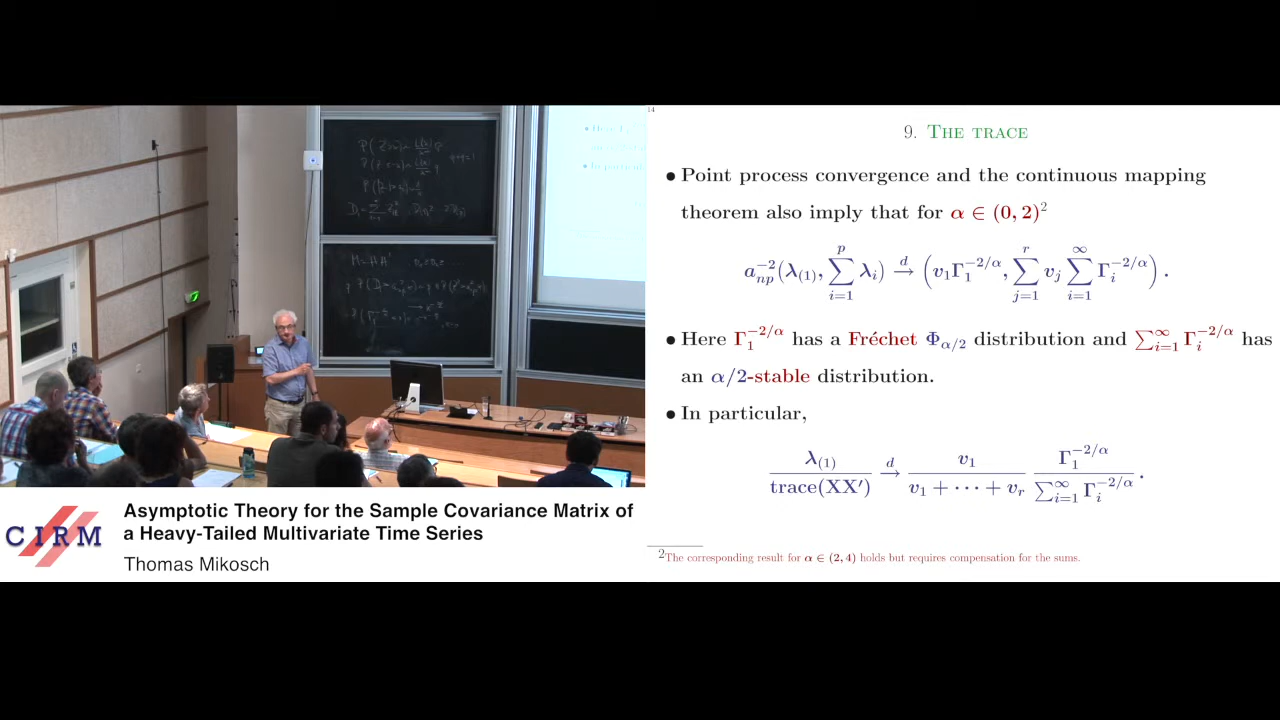 14
9. THE TRACE
• Point process convergence and the continuous mapping
theorem also imply that for α ∈ (0, 2)²
a_{np}^{-2}(λ_{(1)}, ∑_{i=1}^{p} λ_i) →^d (v_1Γ_1^{-2/α}, ∑_{j=1}^{r} v_j ∑_{i=1}^{∞} Γ_i^{-2/α}) .
• Here Γ_1^{-2/α} has a Fréchet Φ_{α/2} distribution and ∑_{i=1}^{∞} Γ_i^{-2/α} has
an α/2-stable distribution.
• In particular,
λ_{(1)} / trace(XX′) →^d v_1 / (v_1 + · · · + v_r) Γ_1^{-2/α} / ∑_{i=1}^{∞} Γ_i^{-2/α} .
²The corresponding result for α ∈ (2, 4) holds but requires compensation for the sums.
CIRM
Asymptotic Theory for the Sample Covariance Matrix of
a Heavy-Tailed Multivariate Time Series
Thomas Mikosch